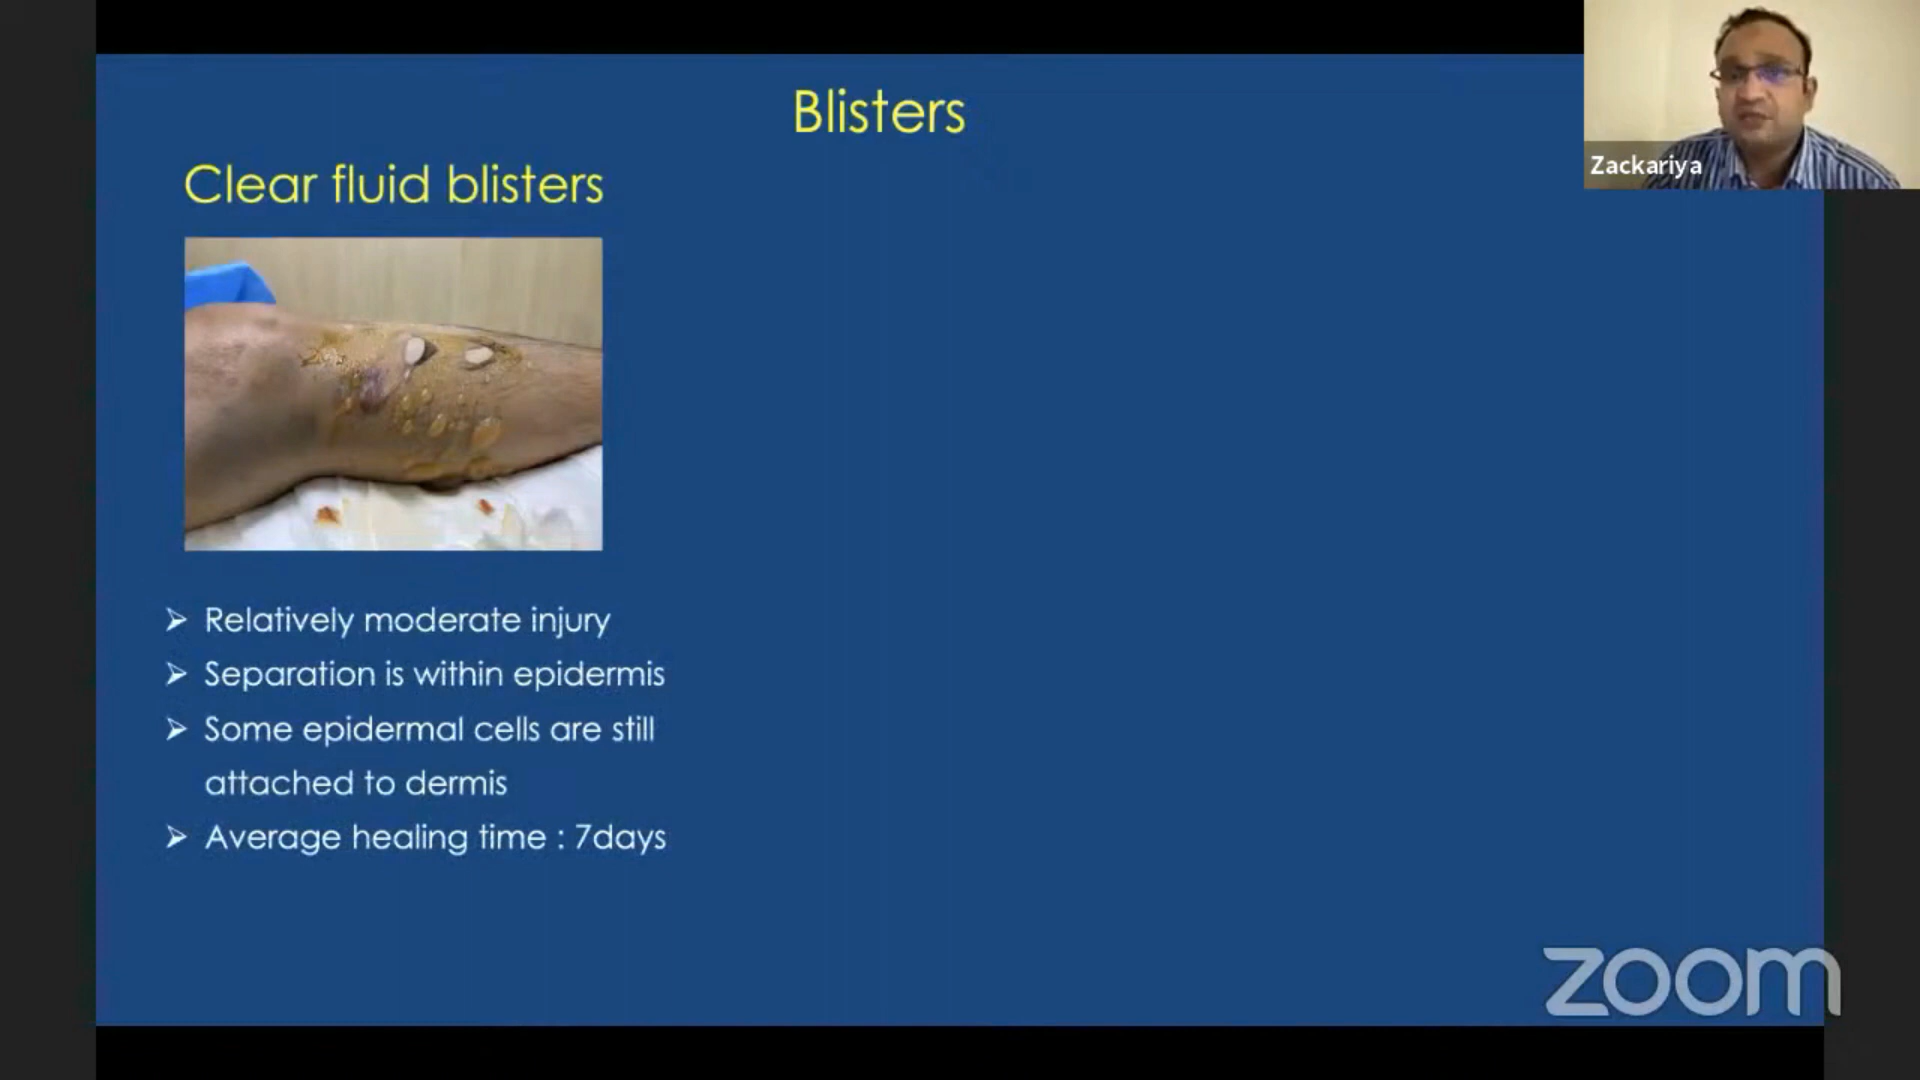 Blisters
Clear fluid blisters
Zackariya
➢ Relatively moderate injury
➢ Separation is within epidermis
➢ Some epidermal cells are still
attached to dermis
➢ Average healing time : 7days
zoom